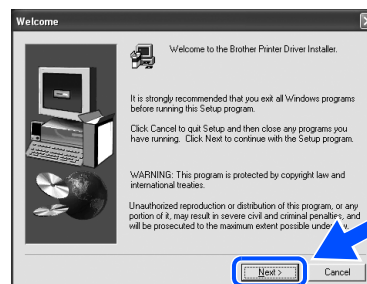 Welcome
Welcome to the Brother Printer Driver Installer.
It is strongly recommended that you exit all Windows programs
before running this Setup program.
Click Cancel to quit Setup and then close any programs you
have running. Click Next to continue with the Setup program.
WARNING: This program is protected by copyright law and
international treaties.
Unauthorized reproduction or distribution of this program, or any
portion of it, may result in severe civil and criminal penalties, and
will be prosecuted to the maximum extent possible under
Next >
Cancel